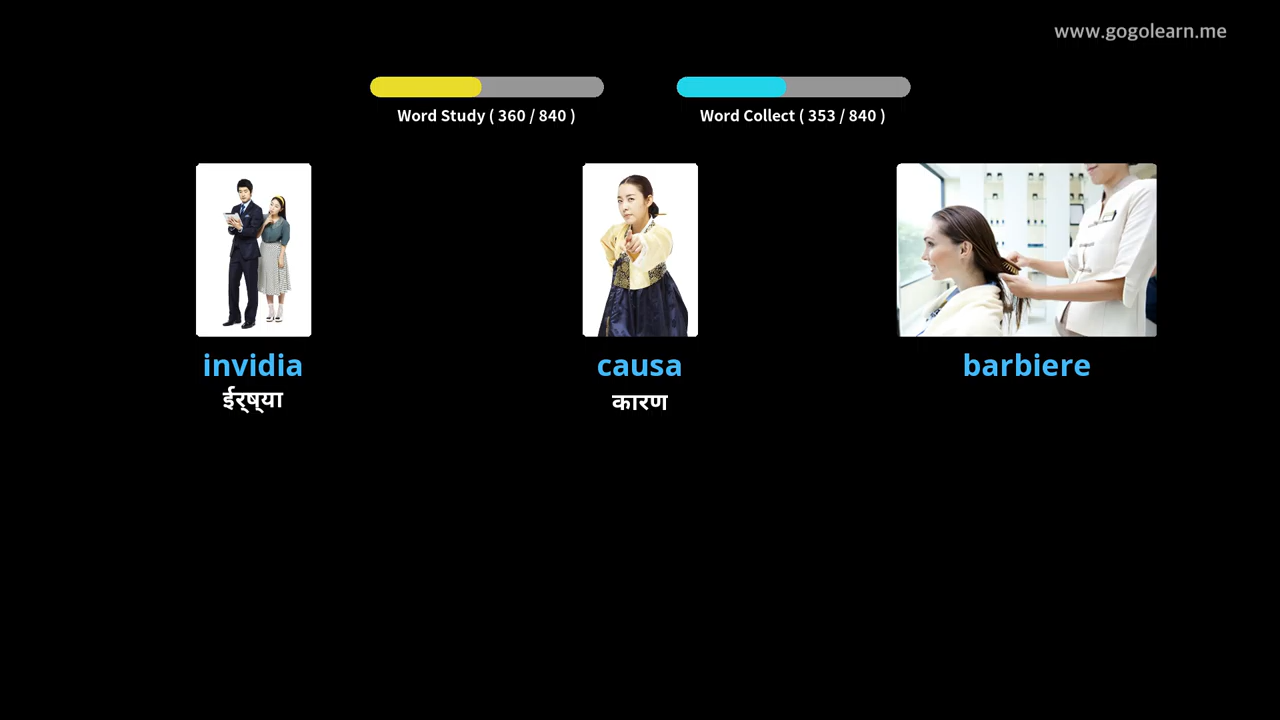 www.gogolearn.me
Word Study ( 360 / 840 )
Word Collect ( 353 / 840 )
invidia
causa
barbiere
ईर्ष्या
कारण